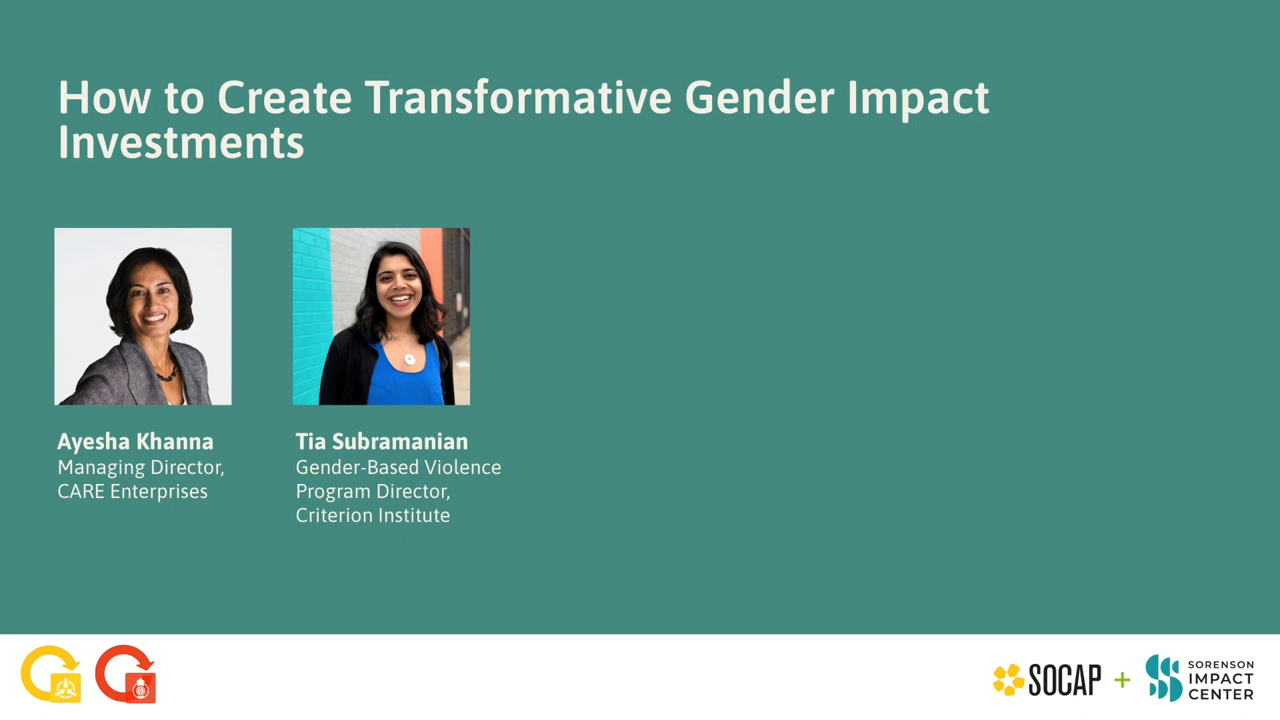 How to Create Transformative Gender Impact
Investments
Ayesha Khanna
Managing Director,
CARE Enterprises
Tia Subramanian
Gender-Based Violence
Program Director,
Criterion Institute
SOCAP
+
SORENSON
IMPACT
CENTER